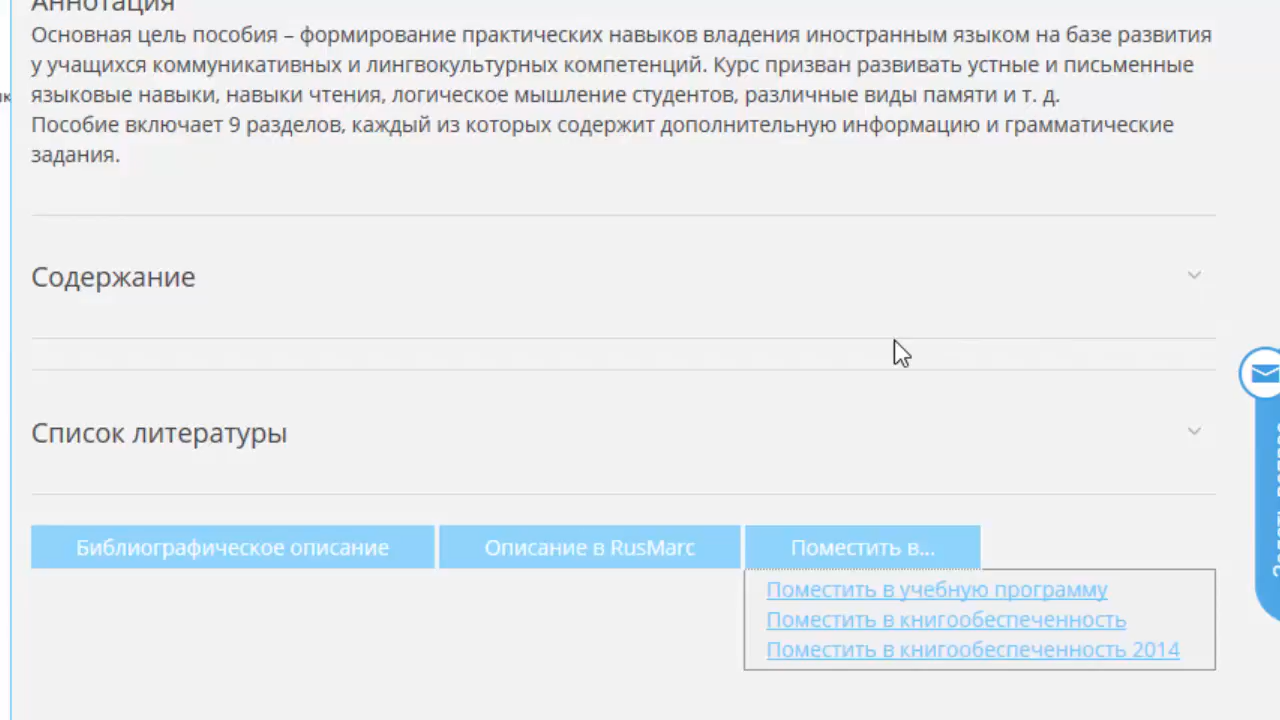 Аннотация
Основная цель пособия – формирование практических навыков владения иностранным языком на базе развития
у учащихся коммуникативных и лингвокультурных компетенций. Курс призван развивать устные и письменные
языковые навыки, навыки чтения, логическое мышление студентов, различные виды памяти и т. д.
Пособие включает 9 разделов, каждый из которых содержит дополнительную информацию и грамматические
задания.
Содержание
Список литературы
Библиографическое описание
Описание в RusMarc
Поместить в...
Поместить в учебную программу
Поместить в книгообеспеченность
Поместить в книгообеспеченность 2014